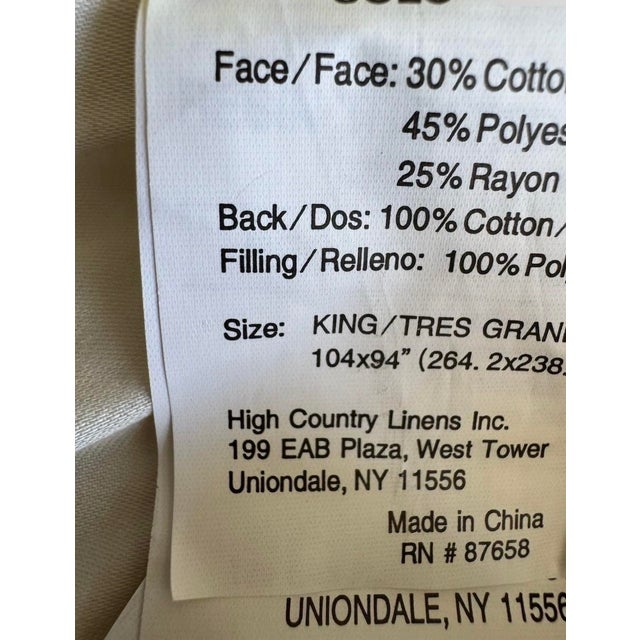 Face/Face: 30% Cotto
45% Polyes
25% Rayon
Back/Dos: 100% Cotton/
Filling/Relleno: 100% Pol
Size: KING/TRES GRAN
104x94" (264. 2x238.
High Country Linens Inc.
199 EAB Plaza, West Tower
Uniondale, NY 11556
Made in China
RN # 87658
UNIONDALE, NY 11556